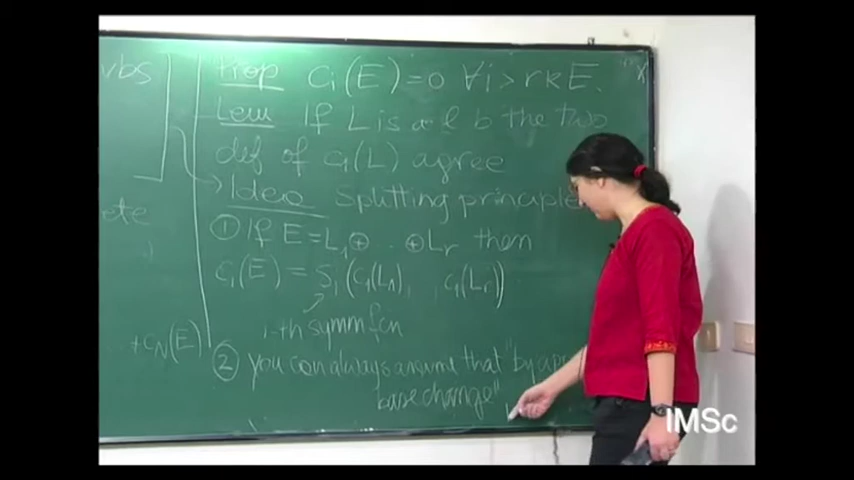 vbs
Prop Ci(E)=0 ∀i>rkE.
Lem If L is a l b the two
def of C1(L) agree
Idea Splitting principle
ete
① If E=L1⊕ . ⊕Lr then
Ci(E) = Si(C1(L1), C1(Lr))
i-th symm fcn
+CN(E)
② you can always assume that "by a
base change"
IMSc